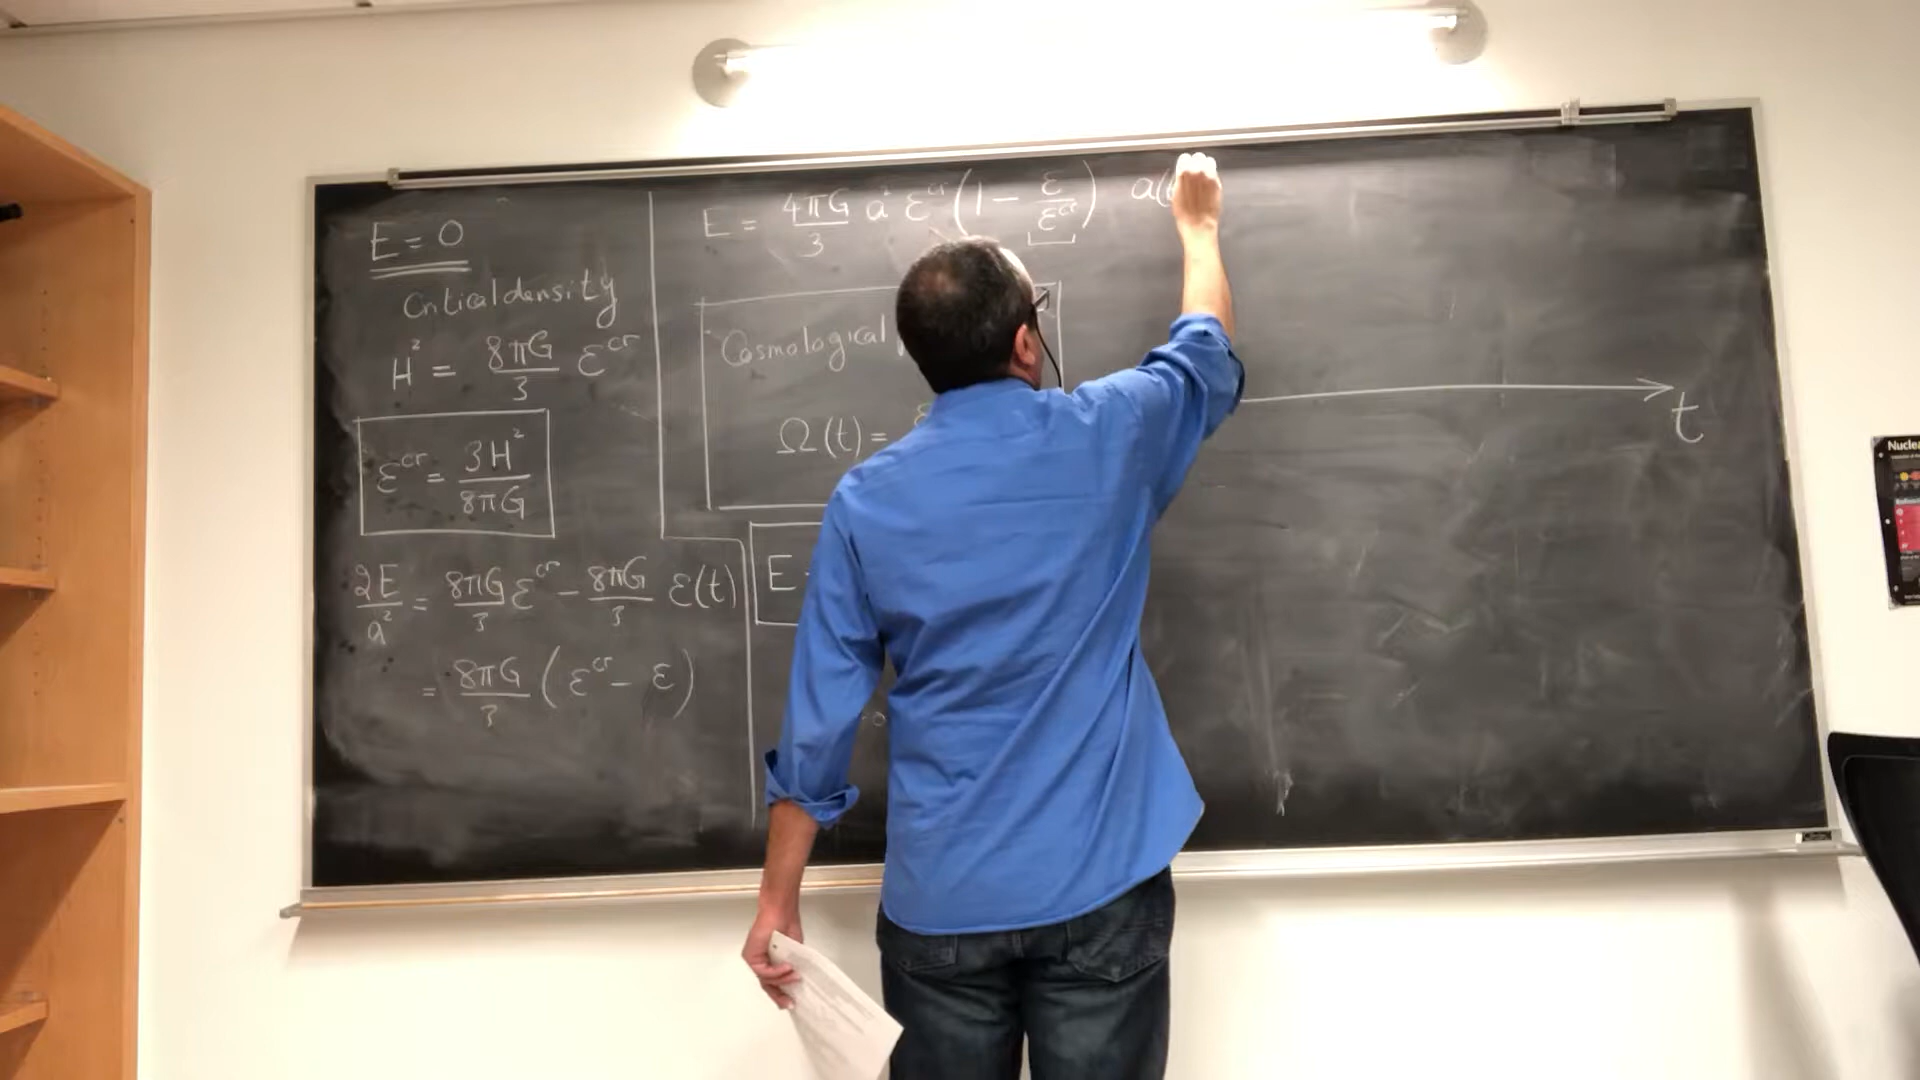 E = 0
Critical density
H² = 8πG/3 ε^cr
ε^cr = 3H²/8πG
2E/a² = 8πG/3 ε^cr − 8πG/3 ε(t)
= 8πG/3 (ε^cr − ε)
E = 4πG/3 a² ε^cr (1 − ε/ε^cr)
Cosmological
Ω(t) =
E
a(t
t
Nuclea